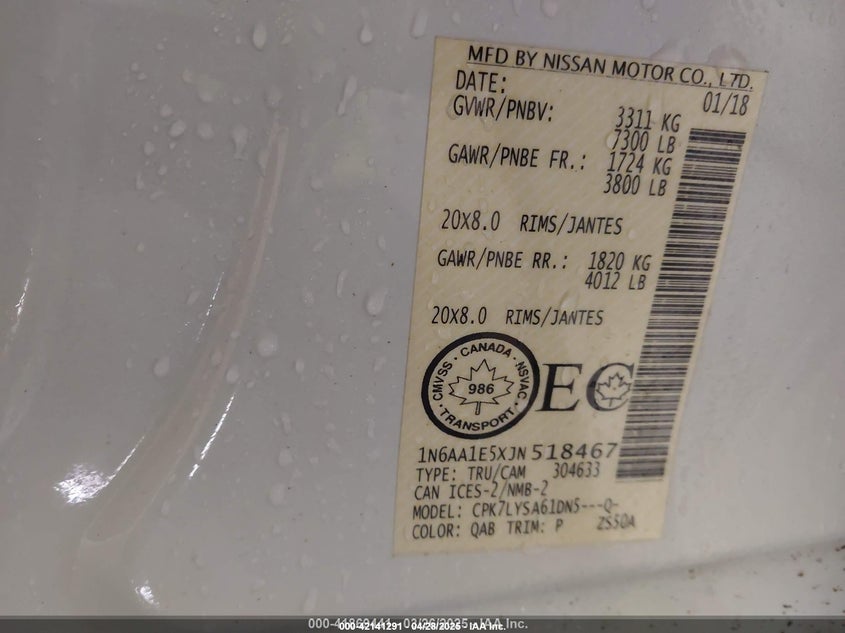 MFD BY NISSAN MOTOR CO., LTD.
DATE: 01/18
GVWR/PNBV: 3311 KG
7300 LB
GAWR/PNBE FR.: 1724 KG
3800 LB
20X8.0 RIMS/JANTES
GAWR/PNBE RR.: 1820 KG
4012 LB
20X8.0 RIMS/JANTES
CANADA
CMVSS
NSVAC
986
TRANSPORT
EC
1N6AA1E5XJN518467
TYPE: TRU/CAM 304633
CAN ICES-2/NMB-2
MODEL: CPK7LYSA61DN5---Q-
COLOR: QAB TRIM: P ZS50A
000-42141291 04/26/2025 IAA Inc.